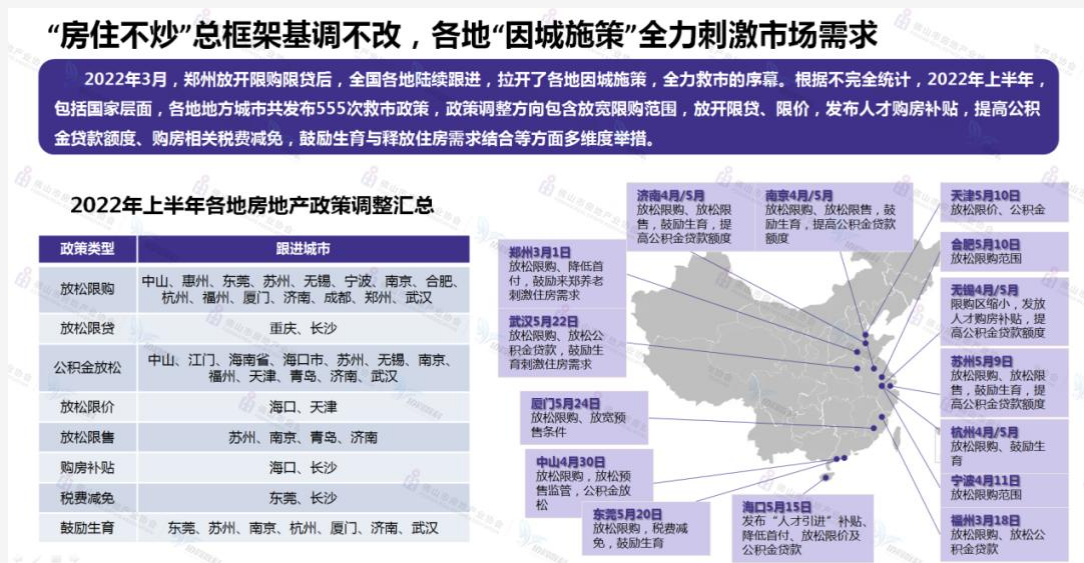 “房住不炒”总框架基调不改，各地“因城施策”全力刺激市场需求
2022年3月，郑州放开限购限贷后，全国各地陆续跟进，拉开了各地因城施策，全力救市的序幕。根据不完全统计，2022年上半年，
包括国家层面，各地地方城市共发布555次救市政策，政策调整方向包含放宽限购范围，放开限贷、限价，发布人才购房补贴，提高公积
金贷款额度、购房相关税费减免，鼓励生育与释放住房需求结合等方面多维度举措。
2022年上半年各地房地产政策调整汇总
政策类型 跟进城市
放松限购 中山、惠州、东莞、苏州、无锡、宁波、南京、合肥、
杭州、福州、厦门、济南、成都、郑州、武汉
放松限贷 重庆、长沙
公积金放松 中山、江门、海南省、海口市、苏州、无锡、南京、
福州、天津、青岛、济南、武汉
放松限价 海口、天津
放松限售 苏州、南京、青岛、济南
购房补贴 海口、长沙
税费减免 东莞、长沙
鼓励生育 东莞、苏州、南京、杭州、厦门、济南、武汉
济南4月/5月
放松限购、放松限
售，鼓励生育，提
高公积金贷款额度
南京4月/5月
放松限购、放松限售，鼓
励生育，提高公积金贷款
额度
天津5月10日
放松限价、公积金
合肥5月10日
放松限购范围
郑州3月1日
放松限购、降低首
付，鼓励来郑养老
刺激住房需求
无锡4月/5月
限购区缩小，发放
人才购房补贴，提
高公积金贷款额度
武汉5月22日
放松限购、放松公
积金贷款，鼓励生
育刺激住房需求
苏州5月9日
放松限购、放松限
售，鼓励生育，提
高公积金贷款额度
厦门5月24日
放松限购、放宽预
售条件
杭州4月/5月
放松限购、鼓励生
育
中山4月30日
放松限购，放松预
售监管，公积金放
松
宁波4月11日
放松限购范围
东莞5月20日
放松限购，税费减
免，鼓励生育
海口5月15日
发布“人才引进”补贴、
降低首付、放松限价及
公积金贷款
福州3月18日
放松限购、放松公
积金贷款
佛山市房地产业协会